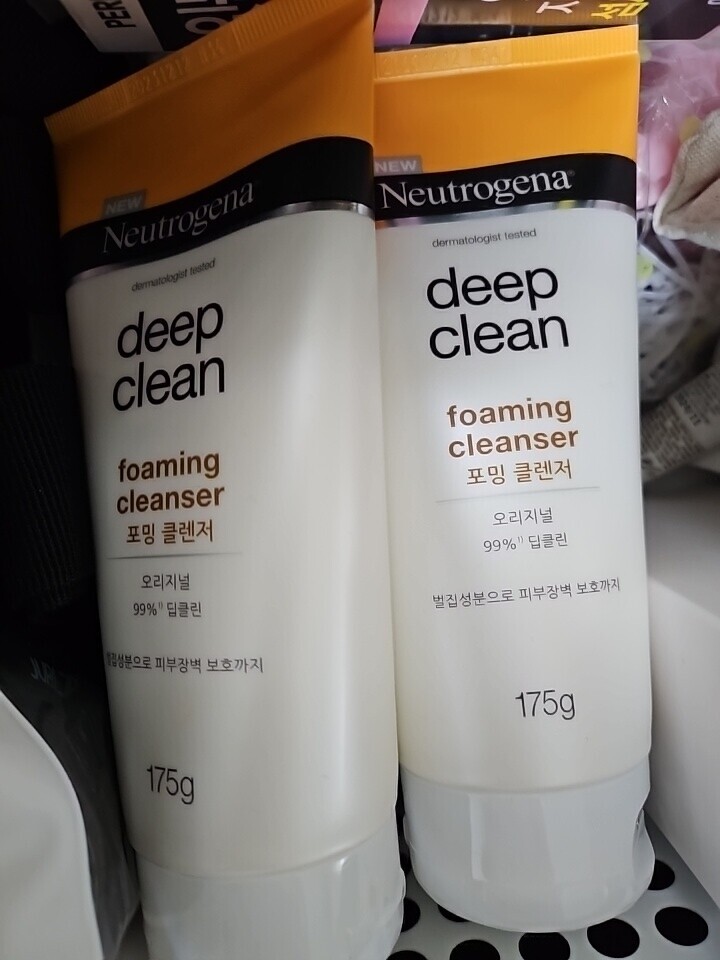 NEW
Neutrogena
dermatologist tested
deep
clean
foaming
cleanser
포밍 클렌저
오리지널
99%¹⁾ 딥클린
벌집성분으로 피부장벽 보호까지
175g
NEW
Neutrogena
dermatologist tested
deep
clean
foaming
cleanser
포밍 클렌저
오리지널
99%¹⁾ 딥클린
벌집성분으로 피부장벽 보호까지
175g
PER